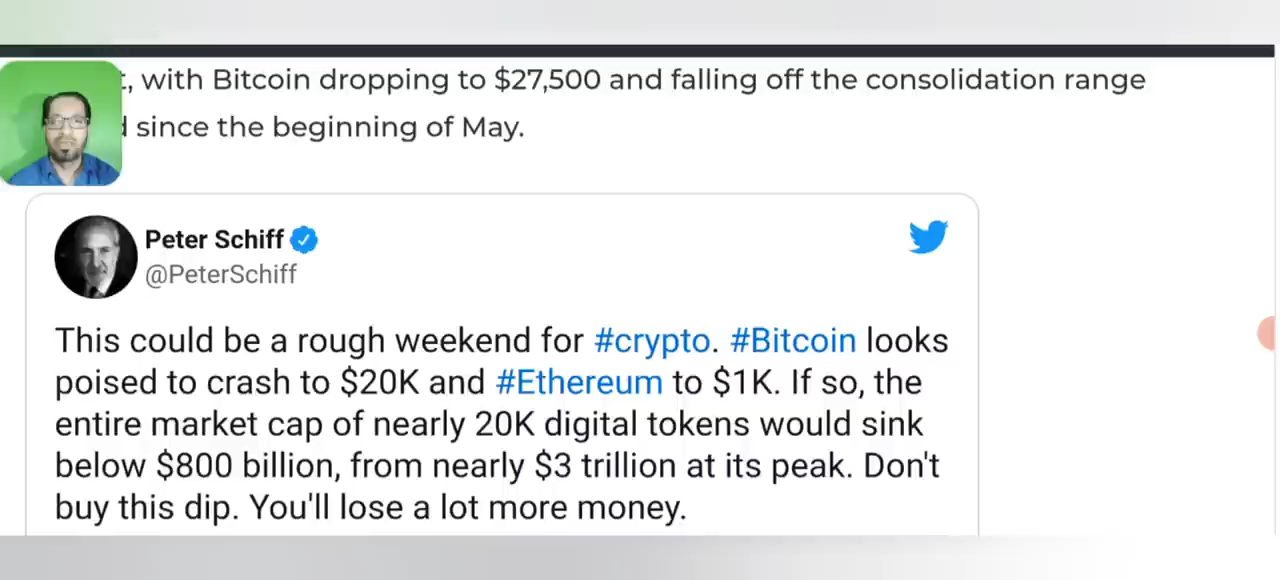 , with Bitcoin dropping to $27,500 and falling off the consolidation range
since the beginning of May.
Peter Schiff
@PeterSchiff
This could be a rough weekend for #crypto. #Bitcoin looks
poised to crash to $20K and #Ethereum to $1K. If so, the
entire market cap of nearly 20K digital tokens would sink
below $800 billion, from nearly $3 trillion at its peak. Don't
buy this dip. You'll lose a lot more money.